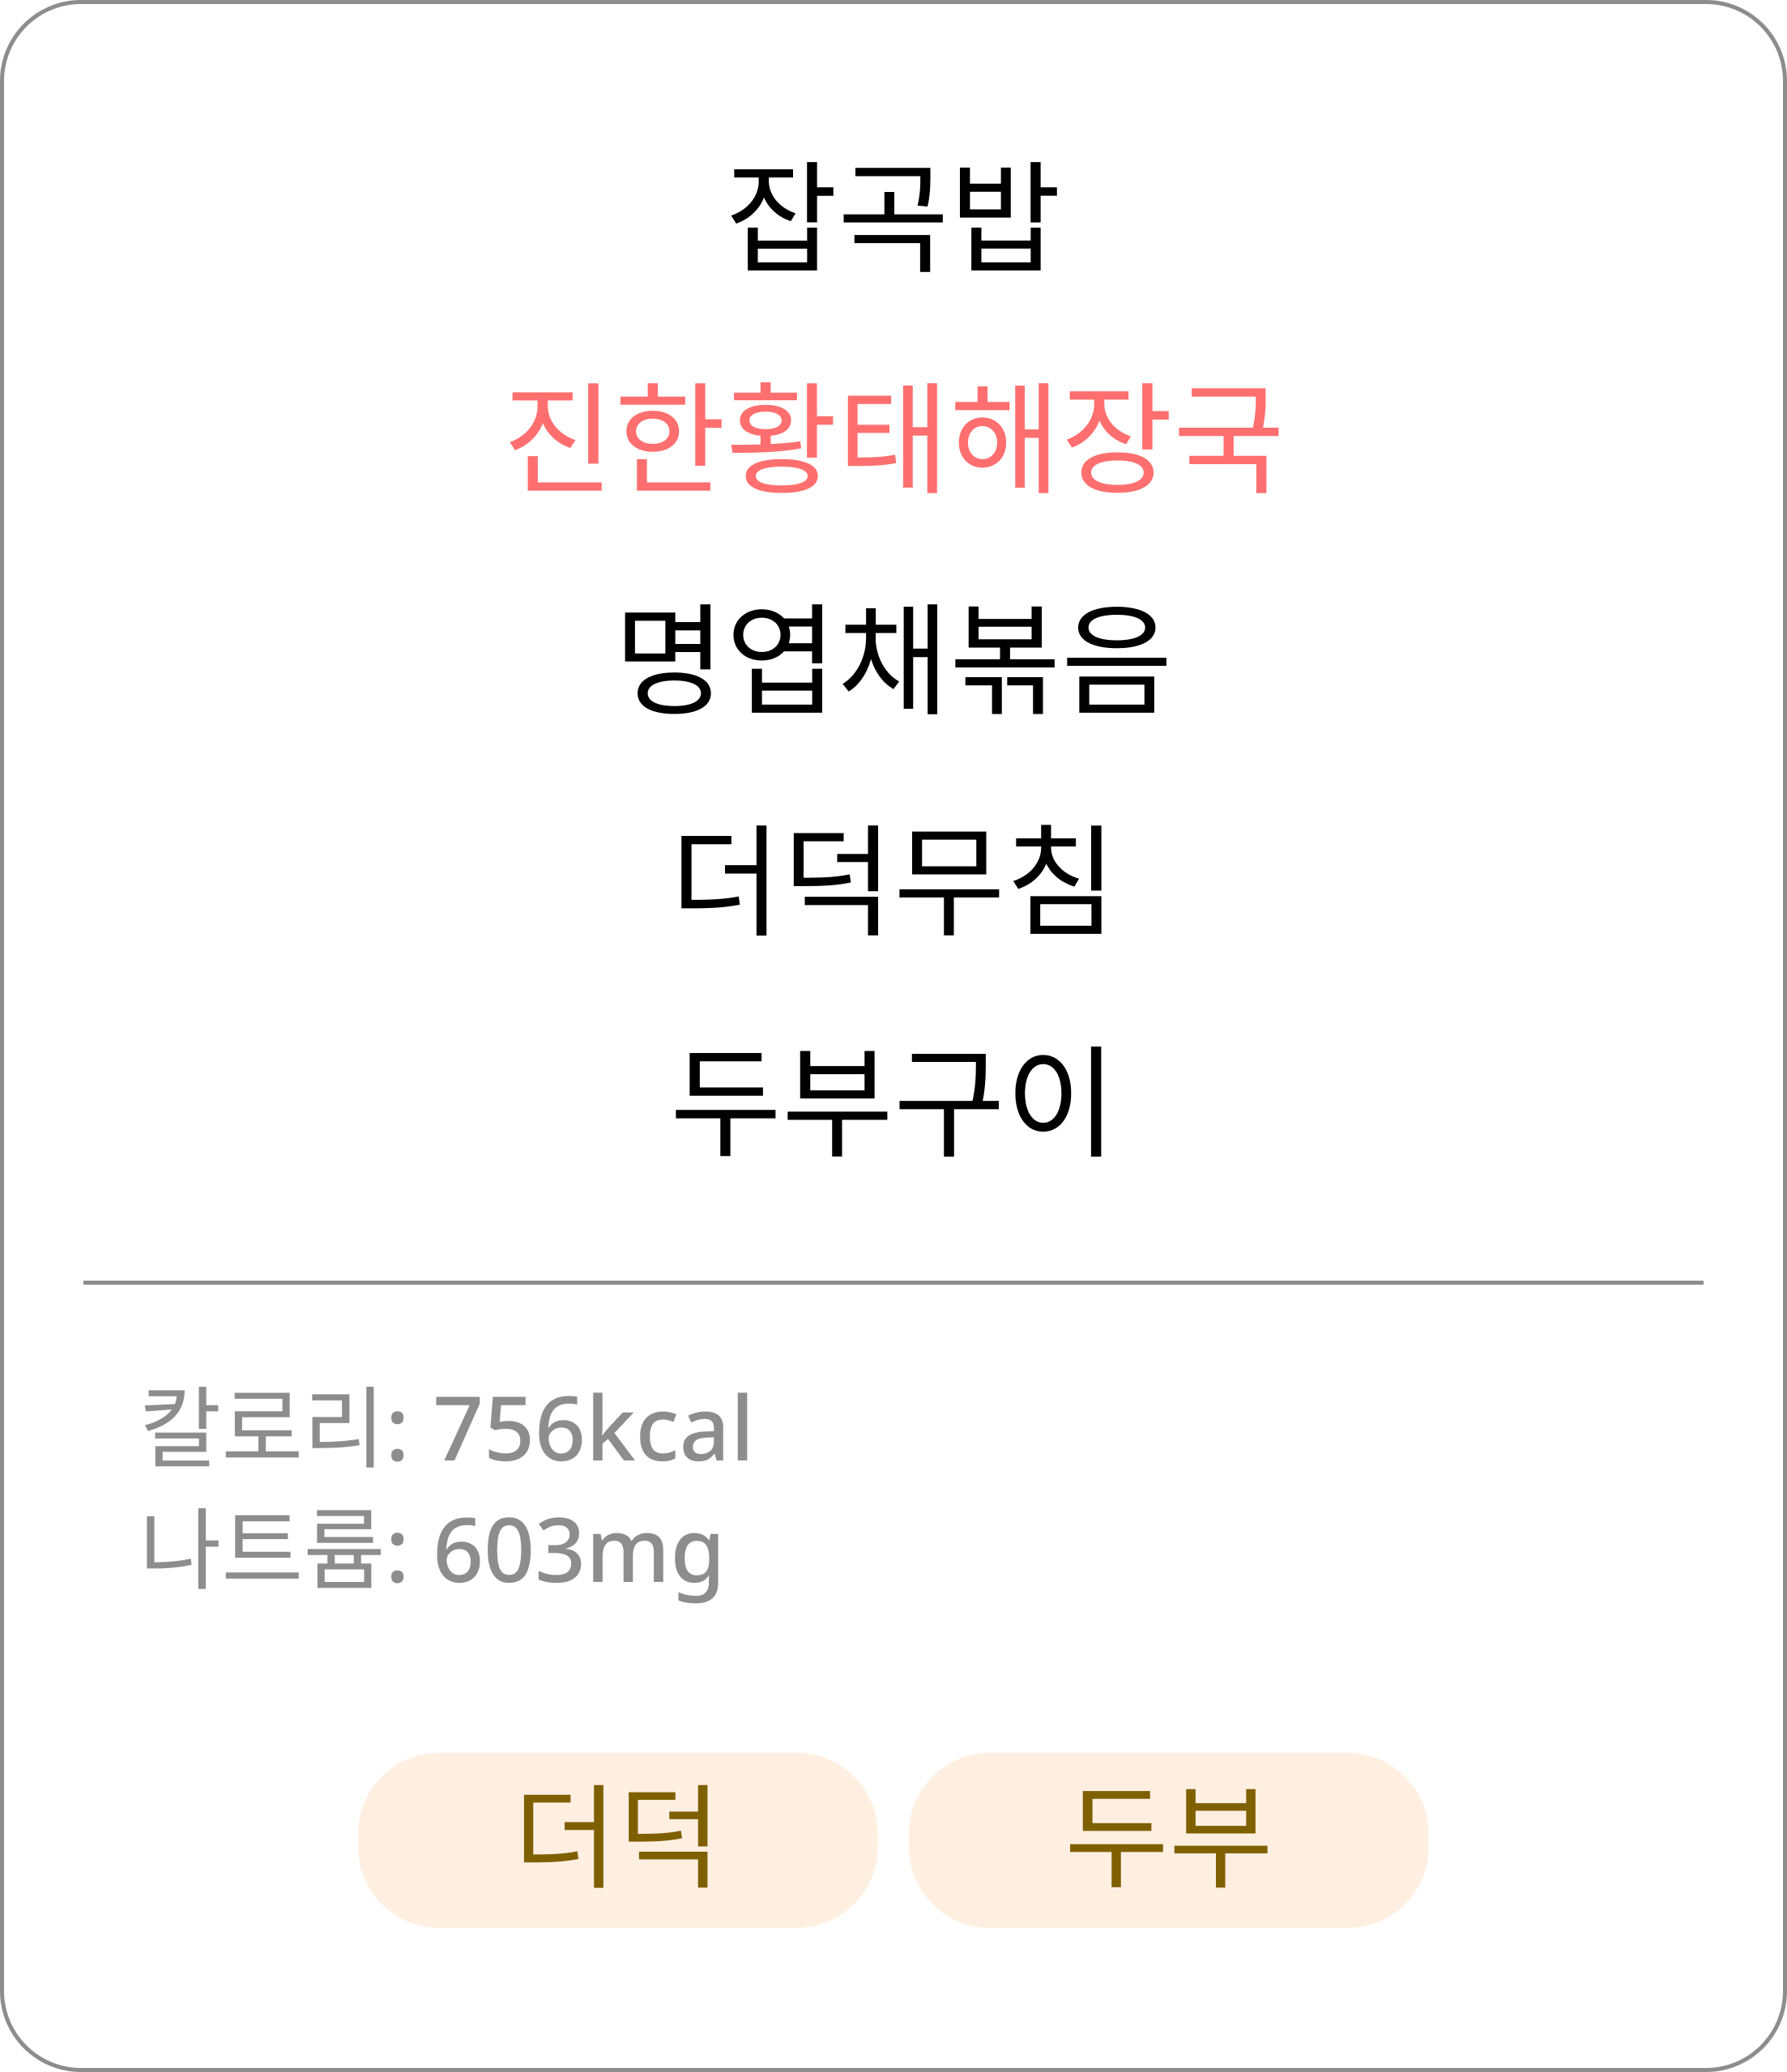 잡곡밥
진한황태해장국
명엽채볶음
더덕무침
두부구이
칼로리: 756kcal
나트륨: 603mg
더덕 두부